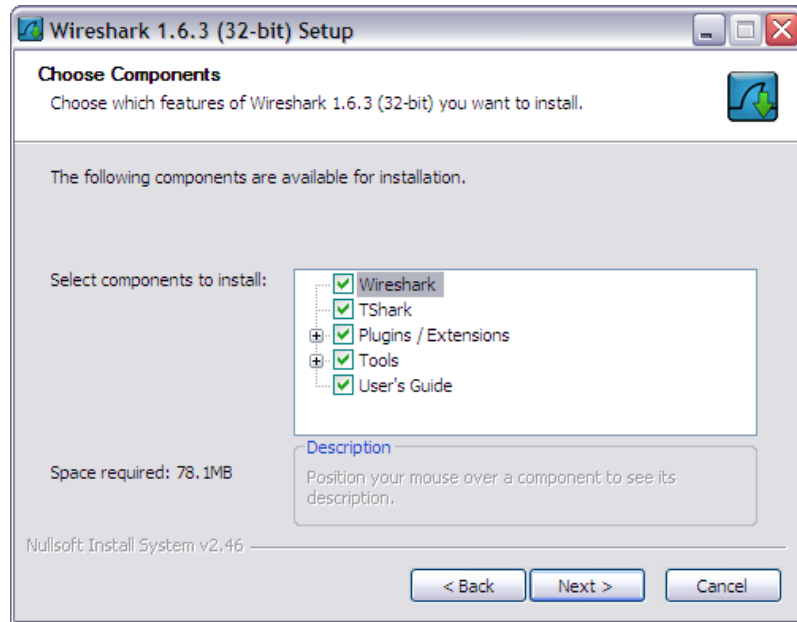 Wireshark 1.6.3 (32-bit) Setup
Choose Components
Choose which features of Wireshark 1.6.3 (32-bit) you want to install.
The following components are available for installation.
Select components to install:
Wireshark
TShark
Plugins / Extensions
Tools
User's Guide
Space required: 78.1MB
Description
Position your mouse over a component to see its
description.
Nullsoft Install System v2.46
< Back
Next >
Cancel